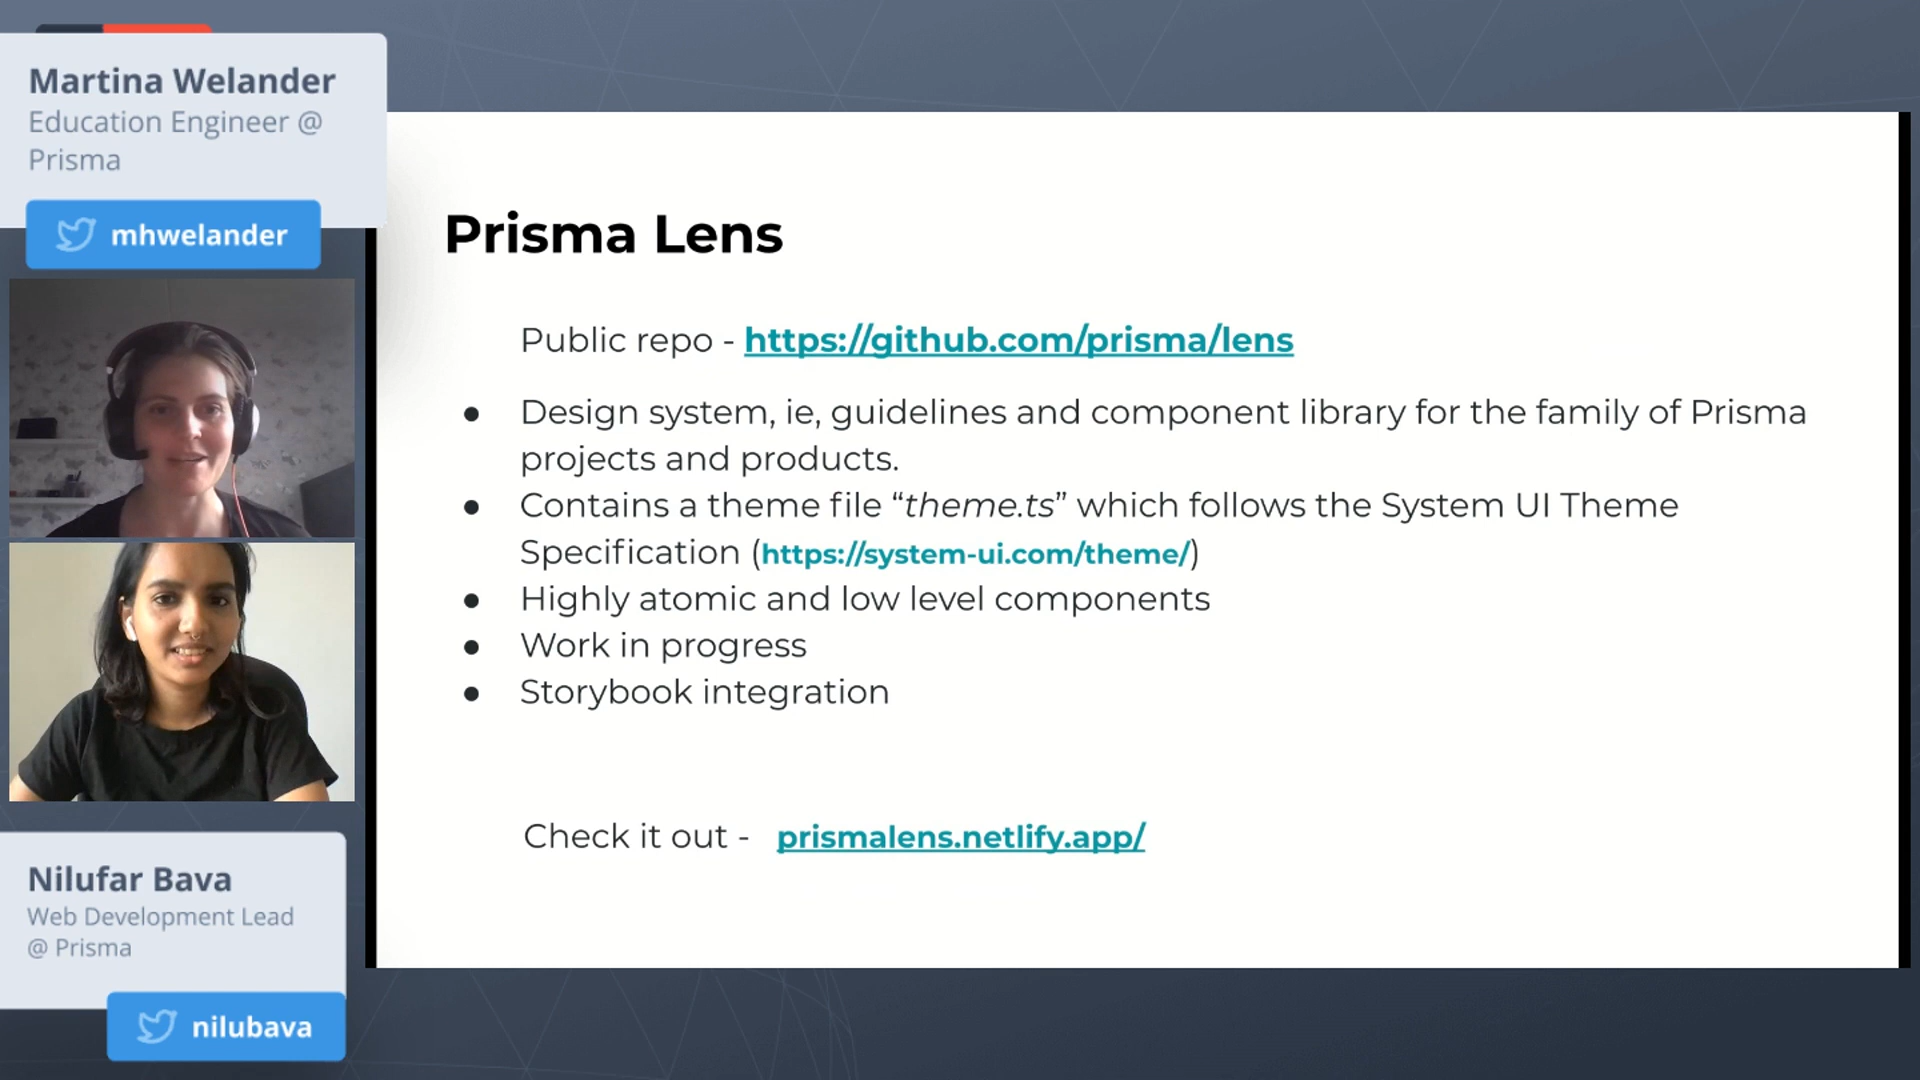 Martina Welander
Education Engineer @
Prisma
mhwelander
Prisma Lens
Public repo - https://github.com/prisma/lens
● Design system, ie, guidelines and component library for the family of Prisma
projects and products.
● Contains a theme file “theme.ts” which follows the System UI Theme
Specification (https://system-ui.com/theme/)
● Highly atomic and low level components
● Work in progress
● Storybook integration
Check it out - prismalens.netlify.app/
Nilufar Bava
Web Development Lead
@ Prisma
nilubava